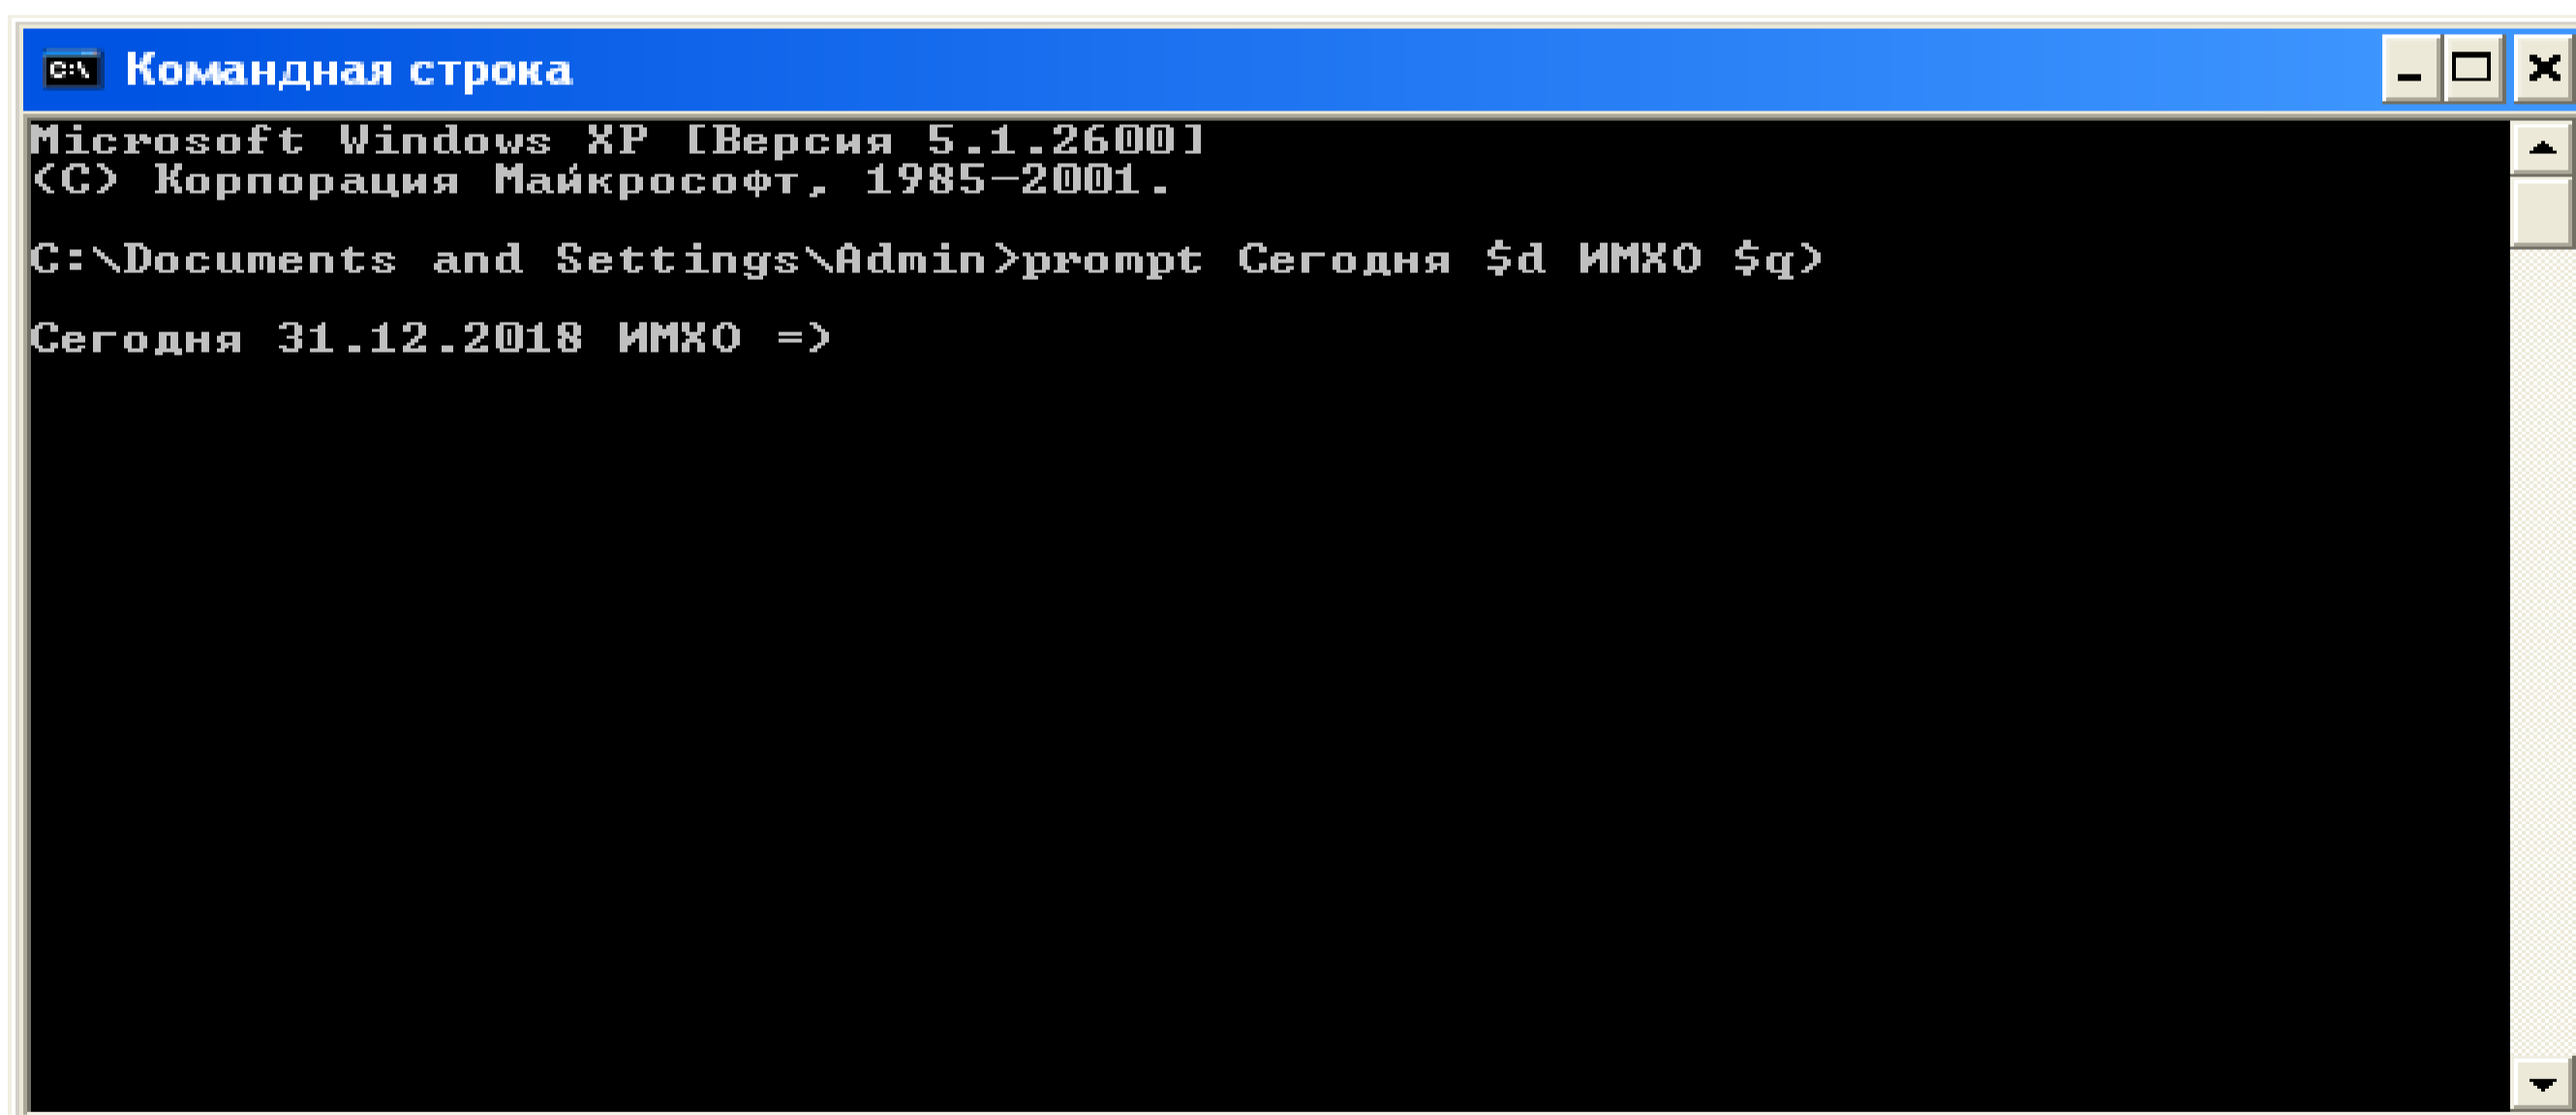 C:\ Командная строка
Microsoft Windows XP [Версия 5.1.2600]
(C) Корпорация Майкрософт, 1985-2001.
C:\Documents and Settings\Admin>prompt Сегодня $d ИМХО $q)
Сегодня 31.12.2018 ИМХО =)